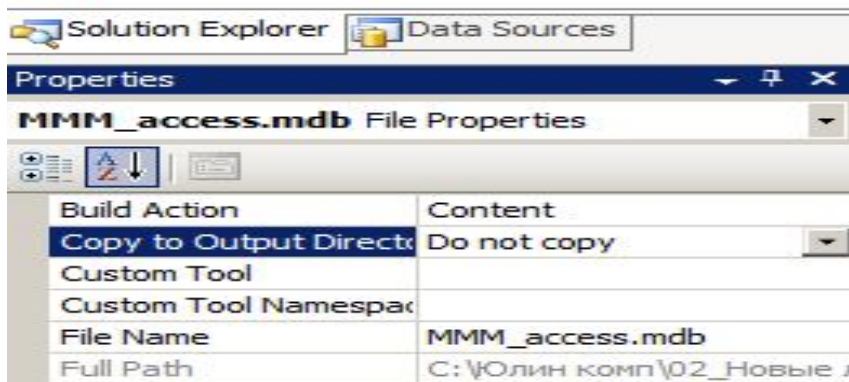 Solution Explorer Data Sources
Properties
MMM_access.mdb File Properties
Build Action Content
Copy to Output Directo Do not copy
Custom Tool
Custom Tool Namespac
File Name MMM_access.mdb
Full Path C:\Юлин комп\02_Новые л